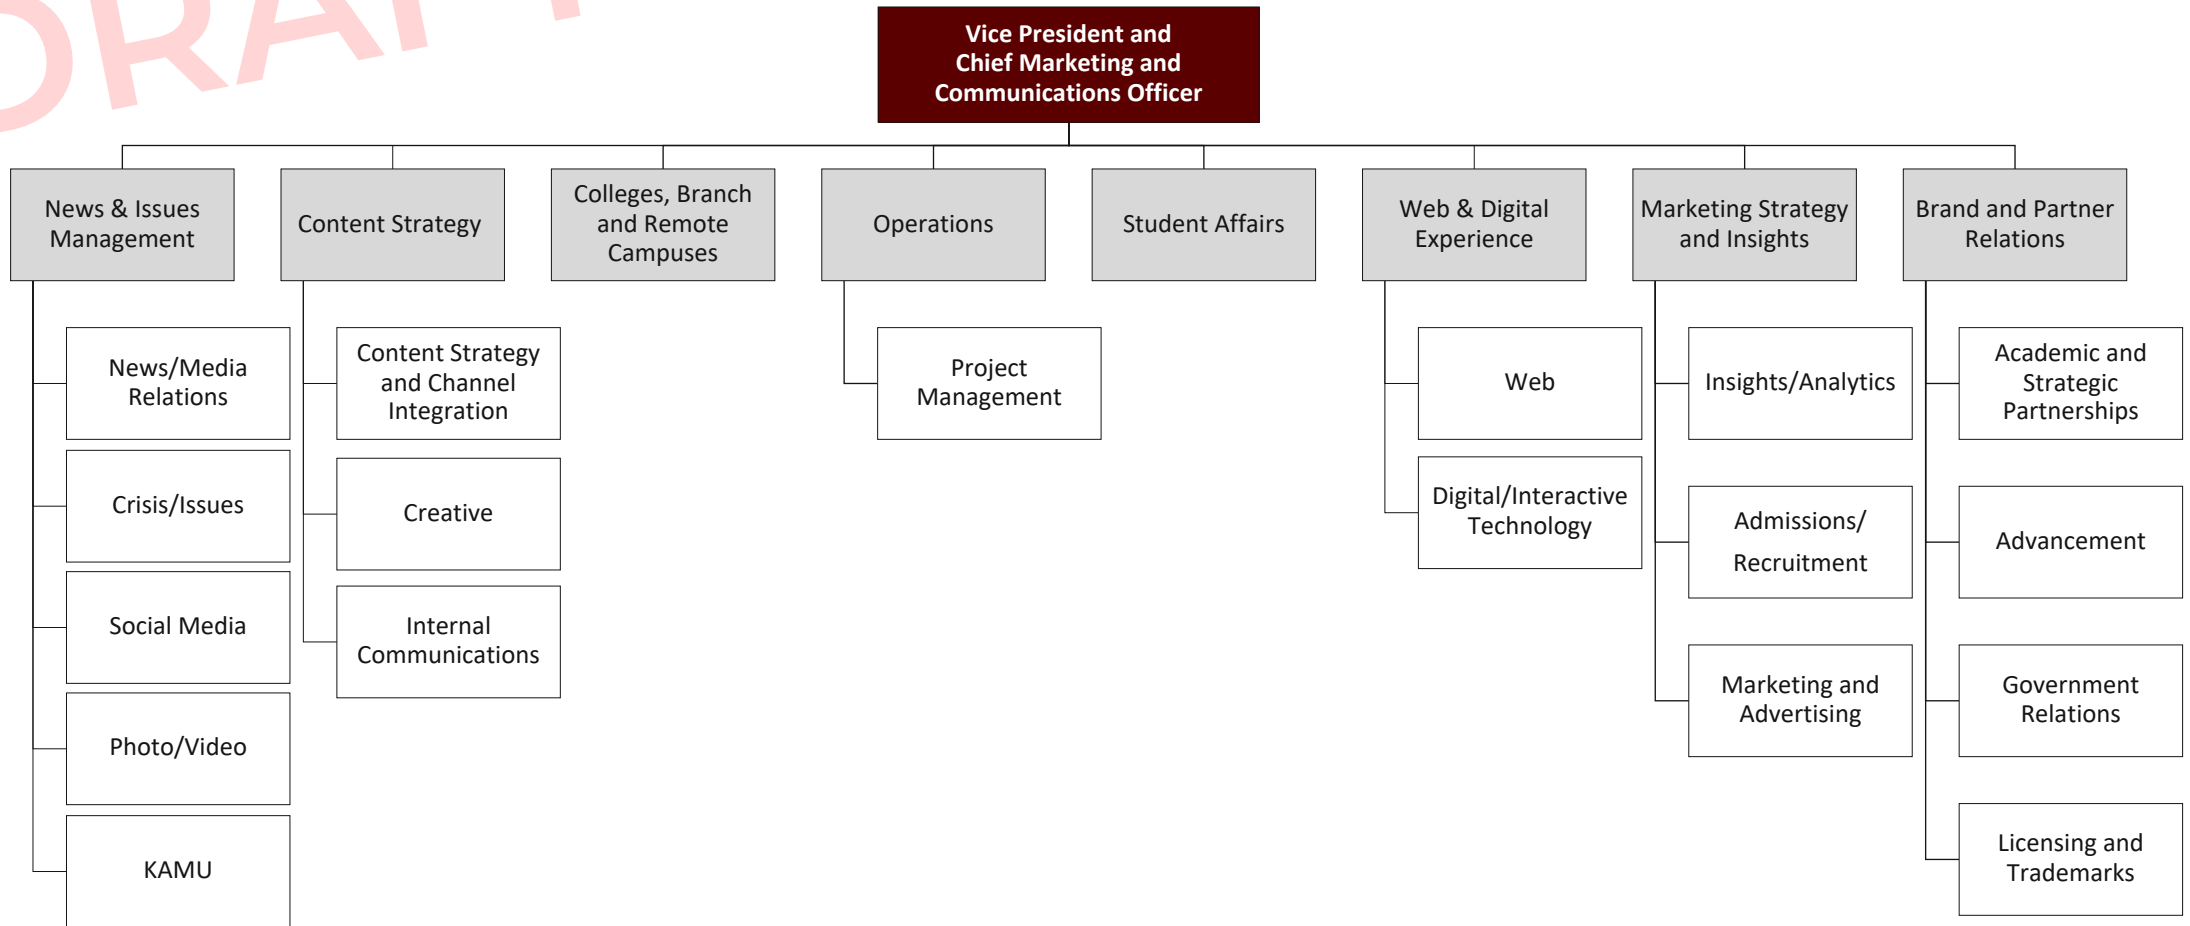 DRAFT
Vice President and
Chief Marketing and
Communications Officer
News & Issues
Management
Content Strategy
Colleges, Branch
and Remote
Campuses
Operations
Student Affairs
Web & Digital
Experience
Marketing Strategy
and Insights
Brand and Partner
Relations
News/Media
Relations
Crisis/Issues
Social Media
Photo/Video
KAMU
Content Strategy
and Channel
Integration
Creative
Internal
Communications
Project
Management
Web
Digital/Interactive
Technology
Insights/Analytics
Admissions/
Recruitment
Marketing and
Advertising
Academic and
Strategic
Partnerships
Advancement
Government
Relations
Licensing and
Trademarks